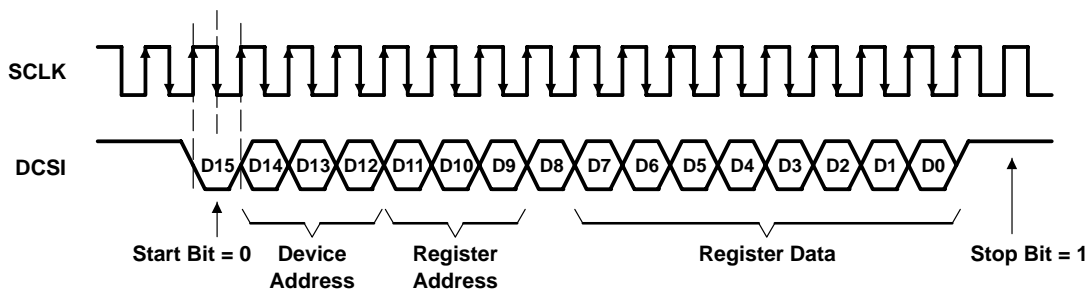 SCLK
DCSI
D15 D14 D13 D12 D11 D10 D9 D8 D7 D6 D5 D4 D3 D2 D1 D0
Start Bit = 0
Device
Address
Register
Address
Register Data
Stop Bit = 1